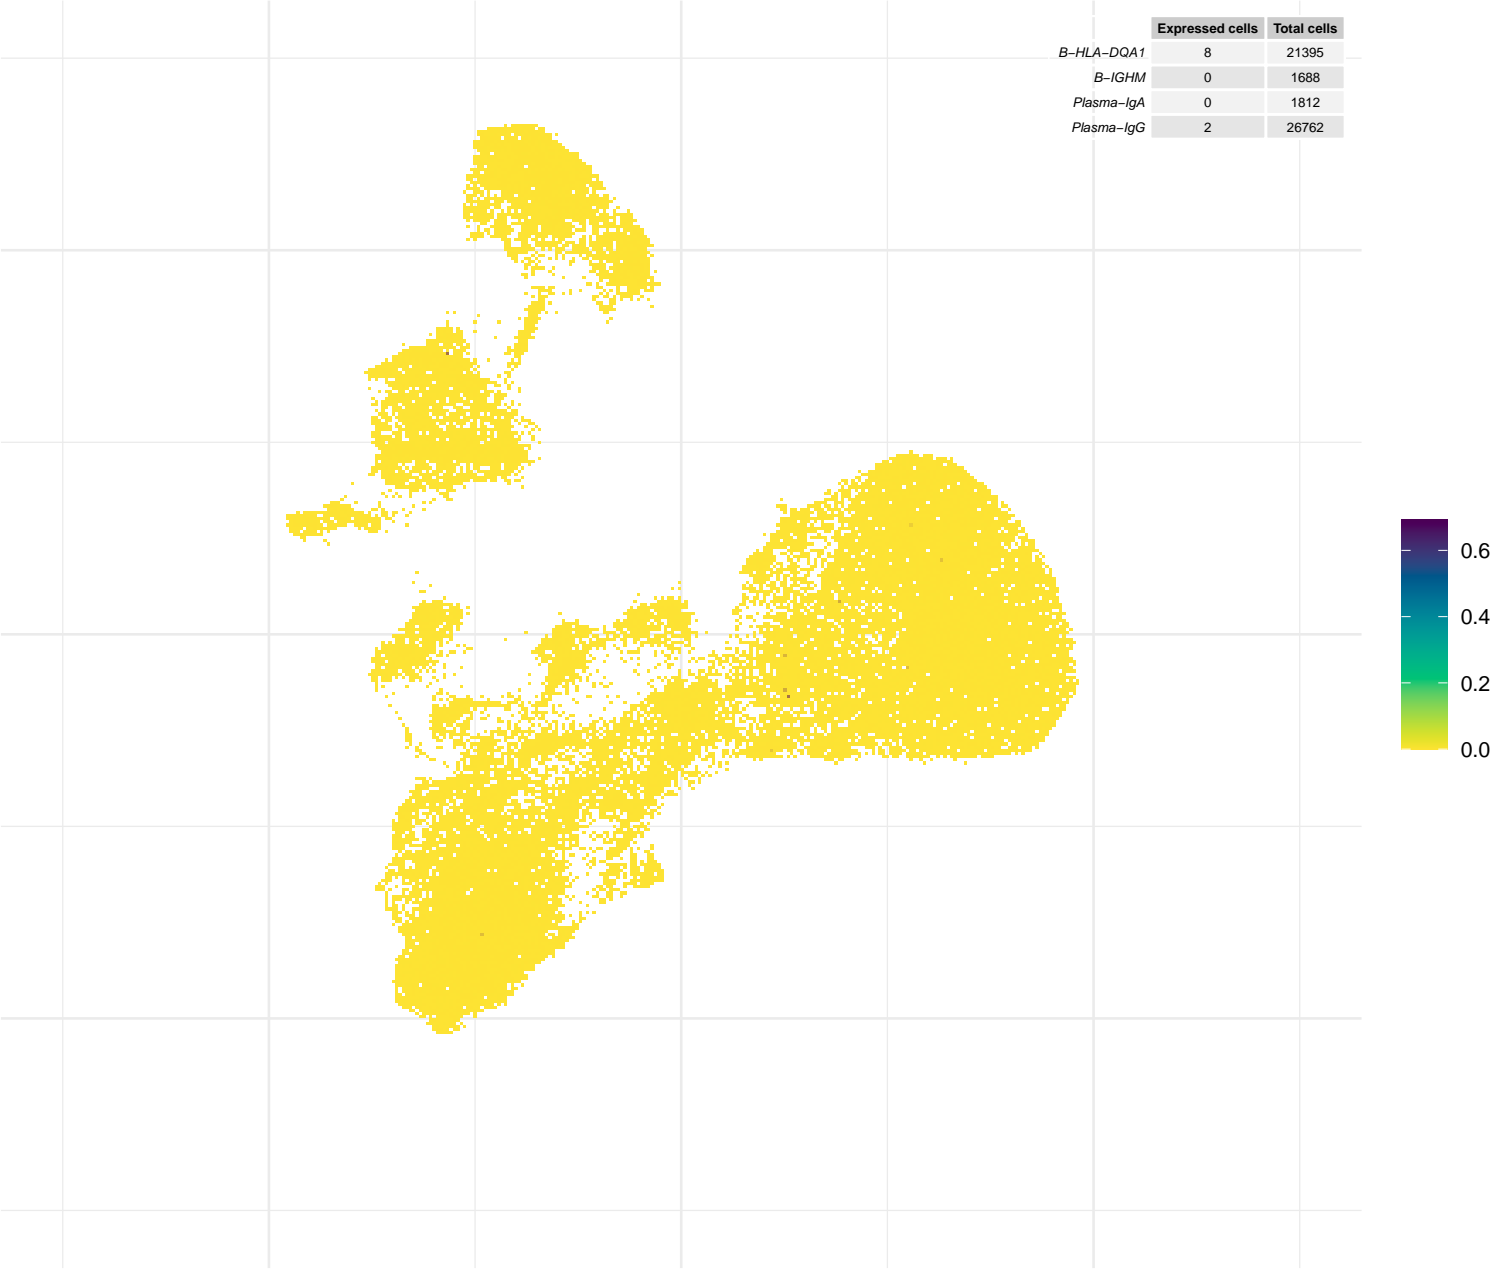 Expressed cells Total cells
B−HLA−DQA1 8 21395
B−IGHM 0 1688
Plasma−IgA 0 1812
Plasma−IgG 2 26762
0.6
0.4
0.2
0.0